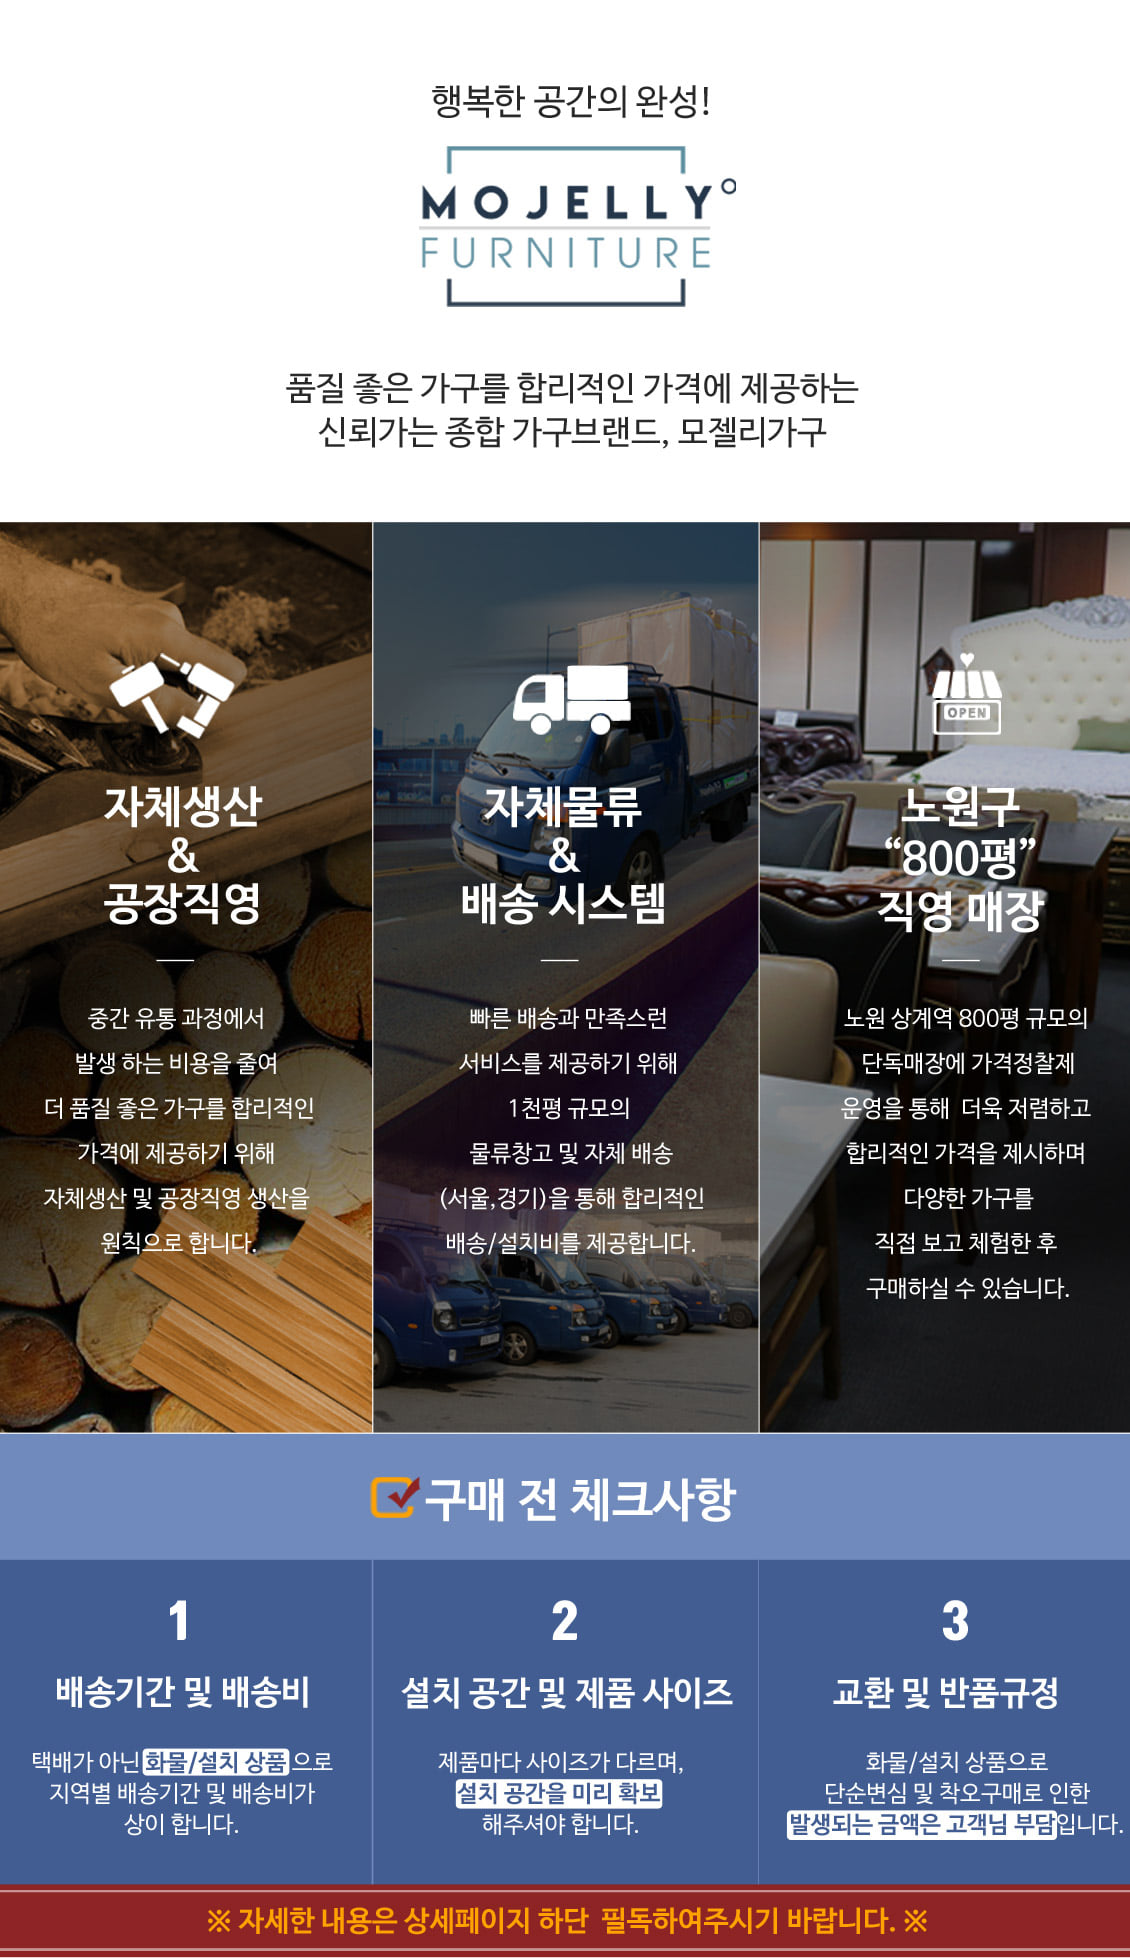 행복한 공간의 완성!
MOJELLY
FURNITURE
품질 좋은 가구를 합리적인 가격에 제공하는
신뢰가는 종합 가구브랜드, 모젤리가구
자체생산
&
공장직영
중간 유통 과정에서
발생 하는 비용을 줄여
더 품질 좋은 가구를 합리적인
가격에 제공하기 위해
자체생산 및 공장직영 생산을
원칙으로 합니다.
자체물류
&
배송 시스템
빠른 배송과 만족스런
서비스를 제공하기 위해
1천평 규모의
물류창고 및 자체 배송
(서울,경기)을 통해 합리적인
배송/설치비를 제공합니다.
OPEN
노원구
“800평”
직영 매장
노원 상계역 800평 규모의
단독매장에 가격정찰제
운영을 통해 더욱 저렴하고
합리적인 가격을 제시하며
다양한 가구를
직접 보고 체험한 후
구매하실 수 있습니다.
구매 전 체크사항
1
배송기간 및 배송비
택배가 아닌 화물/설치 상품 으로
지역별 배송기간 및 배송비가
상이 합니다.
2
설치 공간 및 제품 사이즈
제품마다 사이즈가 다르며,
설치 공간을 미리 확보
해주셔야 합니다.
3
교환 및 반품규정
화물/설치 상품으로
단순변심 및 착오구매로 인한
발생되는 금액은 고객님 부담입니다.
※ 자세한 내용은 상세페이지 하단 필독하여주시기 바랍니다. ※